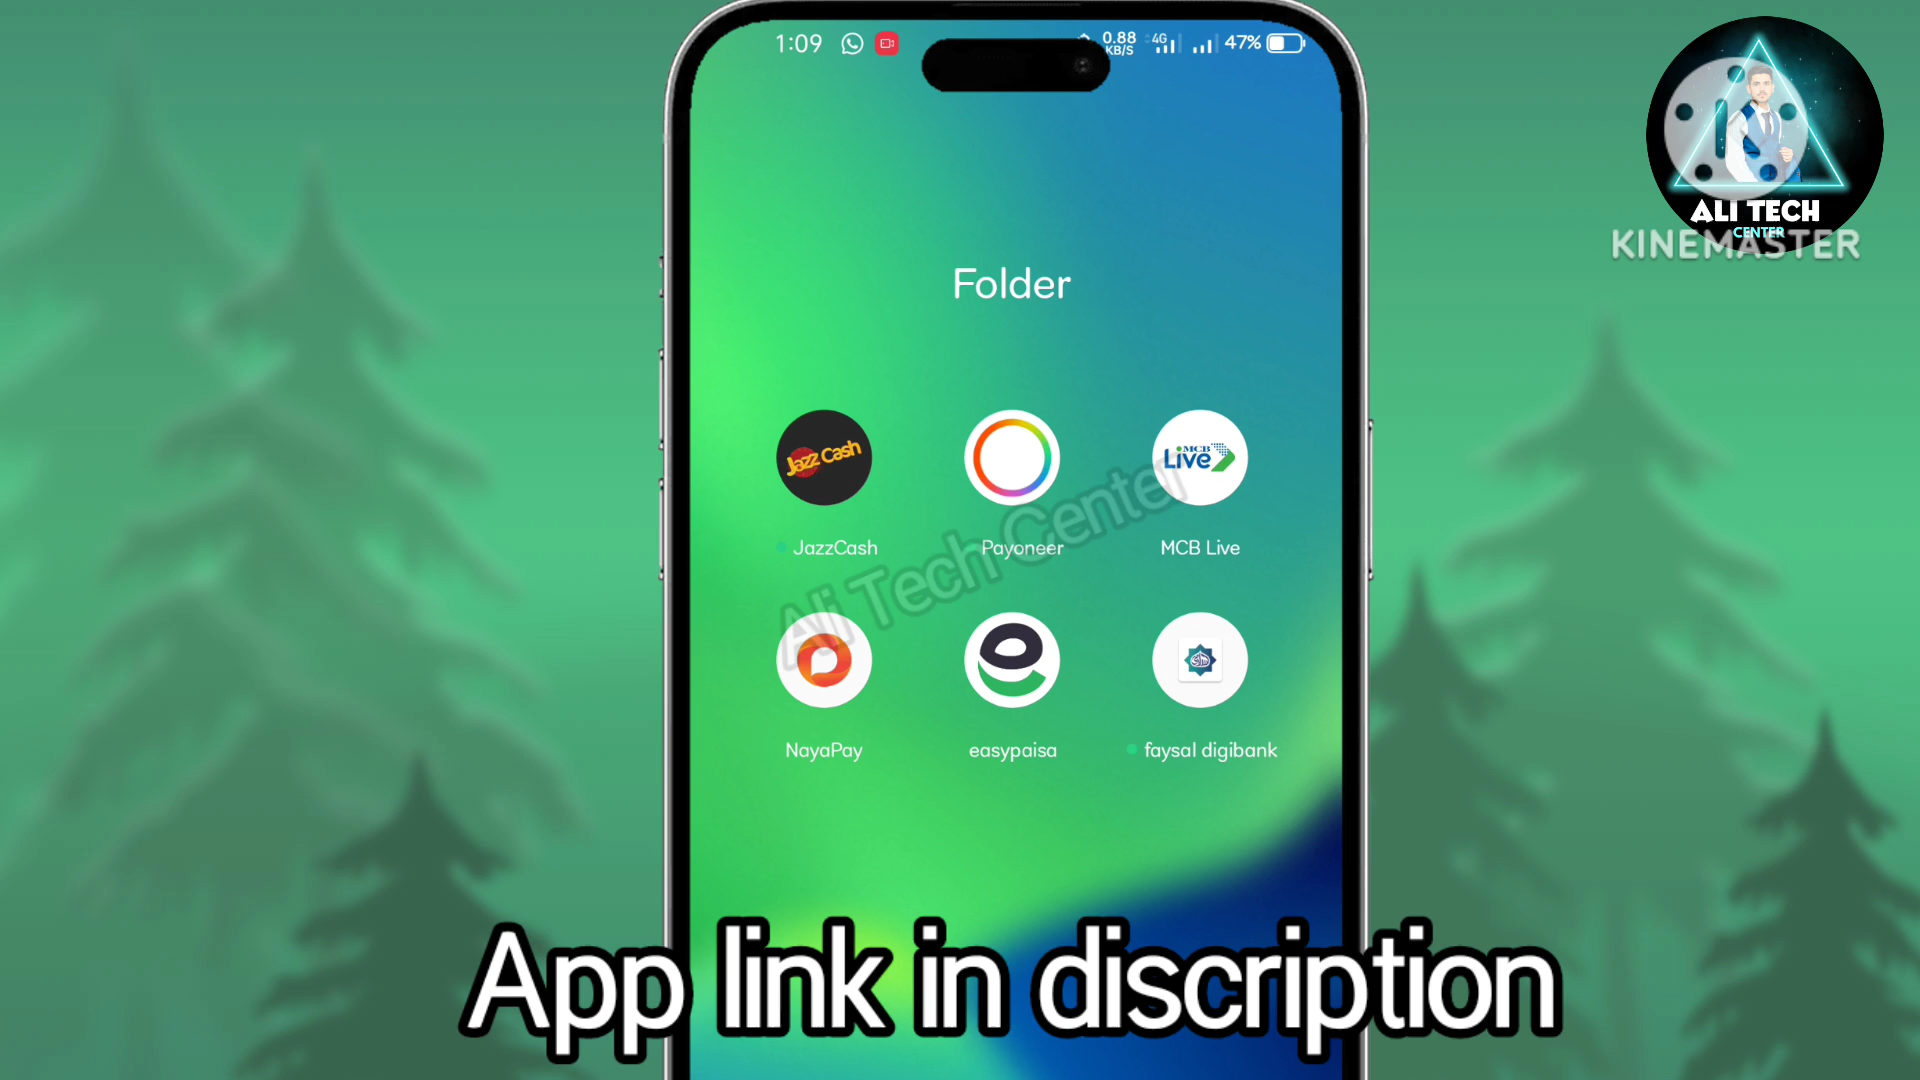 1:09
0.88
KB/S
4G
47%
ALI TECH
CENTER
KINEMASTER
Folder
Jazz Cash
MCB
Live
JazzCash
Payoneer
MCB Live
Ali Tech Center
NayaPay
easypaisa
faysal digibank
App link in discription